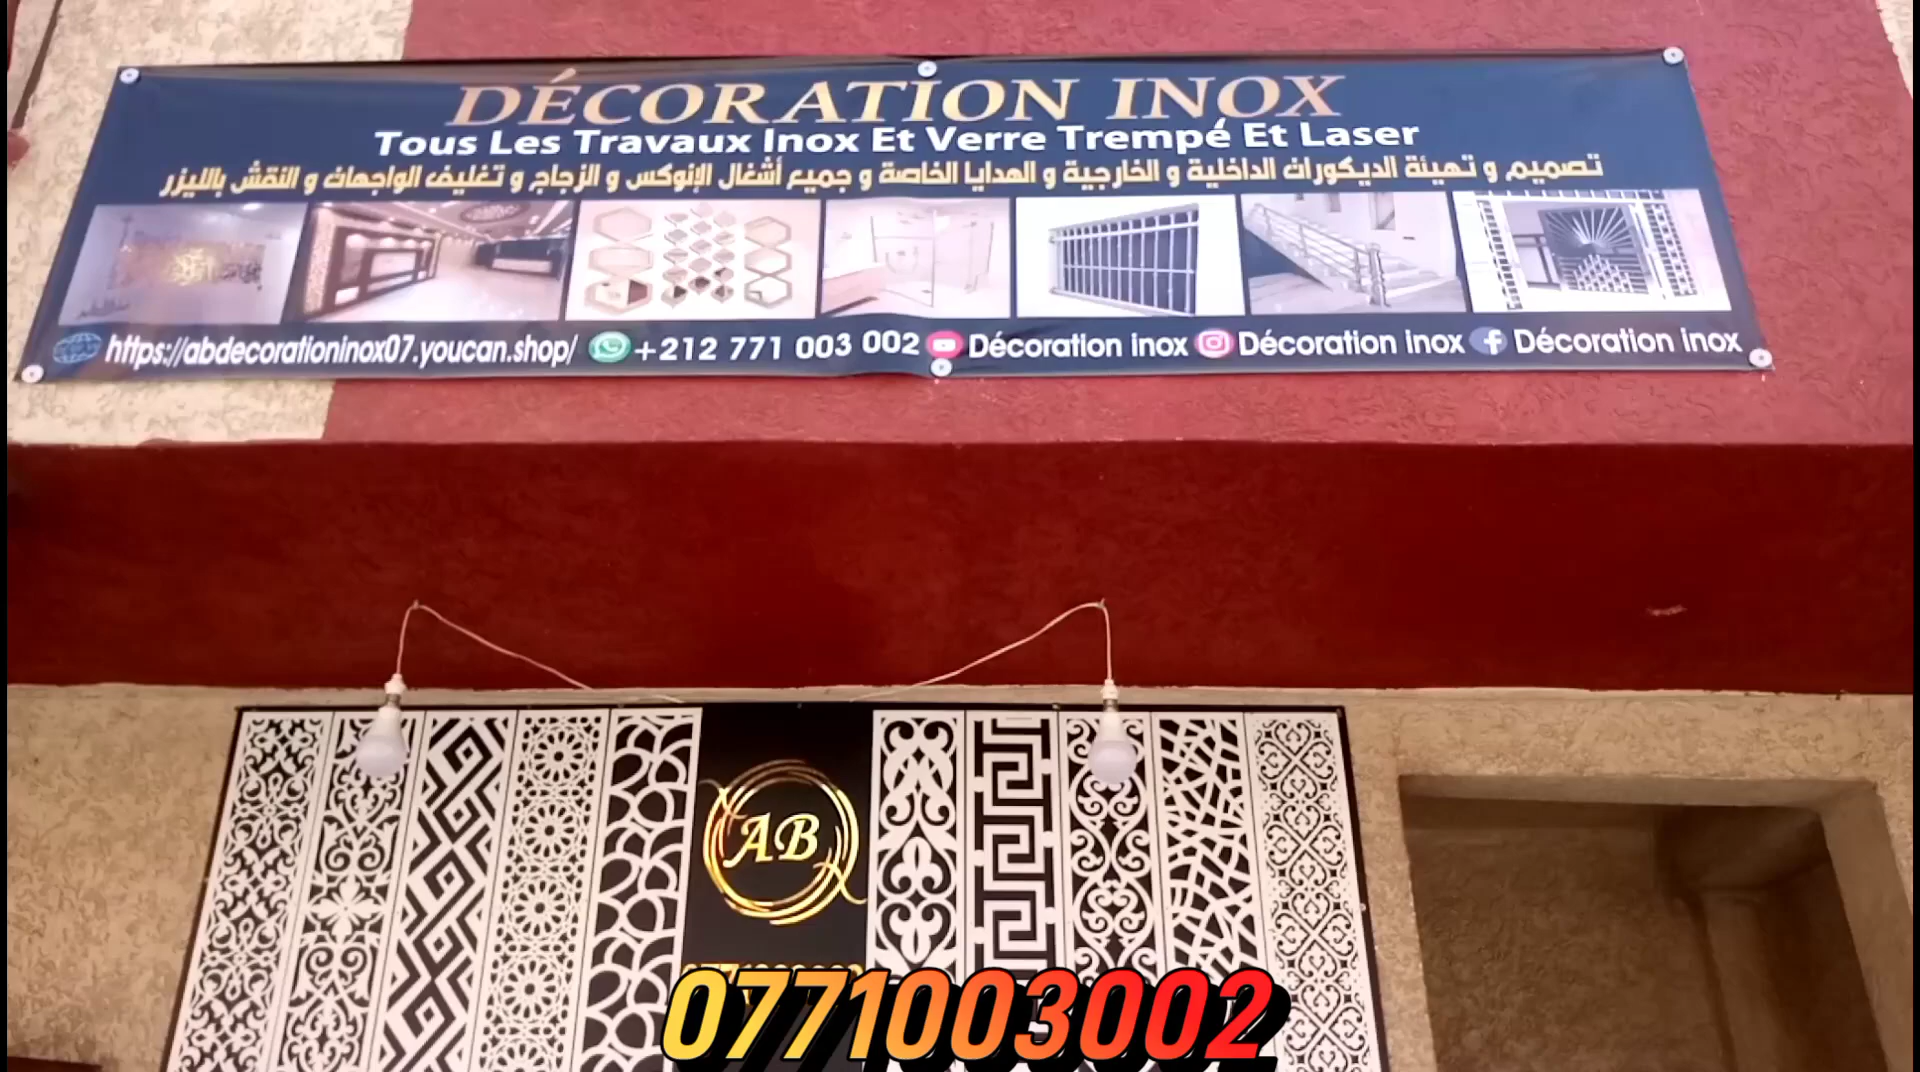 DÉCORATION INOX
Tous Les Travaux Inox Et Verre Trempé Et Laser
تصميم و تهيئة الديكورات الداخلية و الخارجية و الهدايا الخاصة و جميع أشغال الإنوكس و الزجاج و تغليف الواجهات و النقش بالليزر
https://abdecorationinox07.youcan.shop/ +212 771 003 002 Décoration inox Décoration inox Décoration inox
AB
0771003002